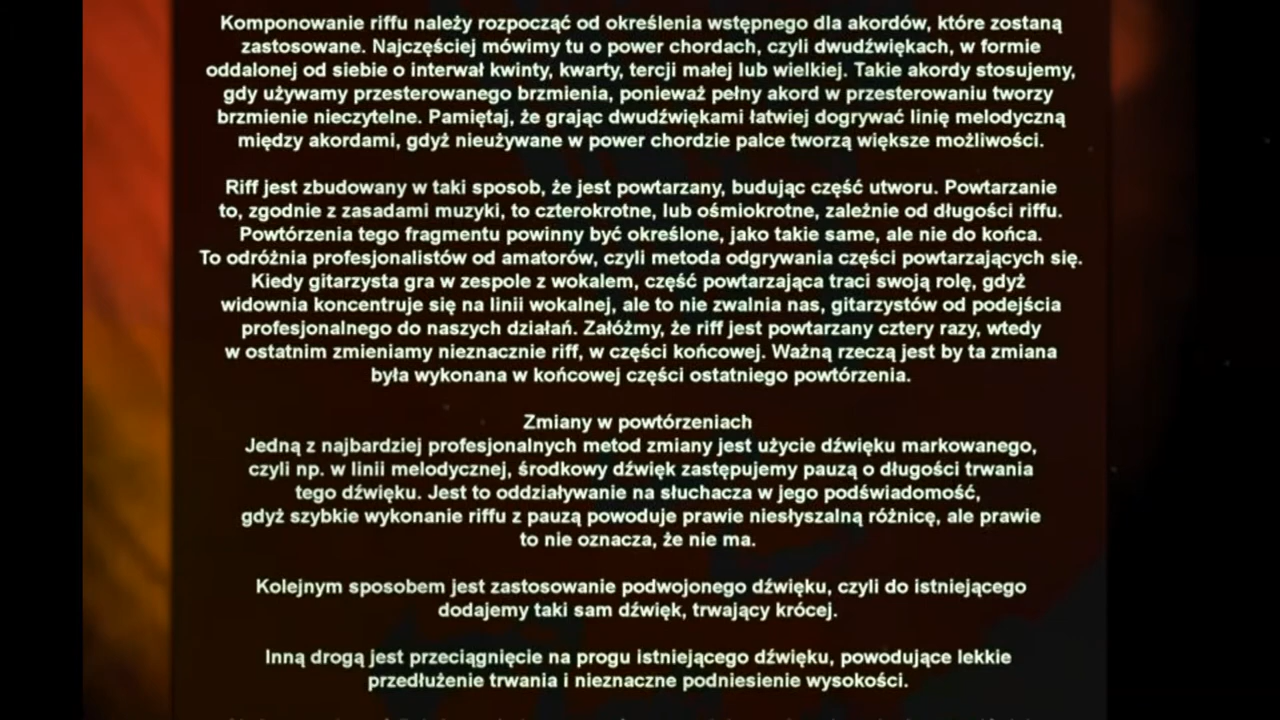 Komponowanie riffu należy rozpocząć od określenia wstępnego dla akordów, które zostaną
zastosowane. Najczęściej mówimy tu o power chordach, czyli dwudźwiękach, w formie
oddalonej od siebie o interwał kwinty, kwarty, tercji małej lub wielkiej. Takie akordy stosujemy,
gdy używamy przesterowanego brzmienia, ponieważ pełny akord w przesterowaniu tworzy
brzmienie nieczytelne. Pamiętaj, że grając dwudźwiękami łatwiej dogrywać linię melodyczną
między akordami, gdyż nieużywane w power chordzie palce tworzą większe możliwości.
Riff jest zbudowany w taki sposob, że jest powtarzany, budując część utworu. Powtarzanie
to, zgodnie z zasadami muzyki, to czterokrotne, lub ośmiokrotne, zależnie od długości riffu.
Powtórzenia tego fragmentu powinny być określone, jako takie same, ale nie do końca.
To odróżnia profesjonalistów od amatorów, czyli metoda odgrywania części powtarzających się.
Kiedy gitarzysta gra w zespole z wokalem, część powtarzająca traci swoją rolę, gdyż
widownia koncentruje się na linii wokalnej, ale to nie zwalnia nas, gitarzystów od podejścia
profesjonalnego do naszych działań. Załóżmy, że riff jest powtarzany cztery razy, wtedy
w ostatnim zmieniamy nieznacznie riff, w części końcowej. Ważną rzeczą jest by ta zmiana
była wykonana w końcowej części ostatniego powtórzenia.
Zmiany w powtórzeniach
Jedną z najbardziej profesjonalnych metod zmiany jest użycie dźwięku markowanego,
czyli np. w linii melodycznej, środkowy dźwięk zastępujemy pauzą o długości trwania
tego dźwięku. Jest to oddziaływanie na słuchacza w jego podświadomość,
gdyż szybkie wykonanie riffu z pauzą powoduje prawie niesłyszalną różnicę, ale prawie
to nie oznacza, że nie ma.
Kolejnym sposobem jest zastosowanie podwojonego dźwięku, czyli do istniejącego
dodajemy taki sam dźwięk, trwający krócej.
Inną drogą jest przeciągnięcie na progu istniejącego dźwięku, powodujące lekkie
przedłużenie trwania i nieznaczne podniesienie wysokości.